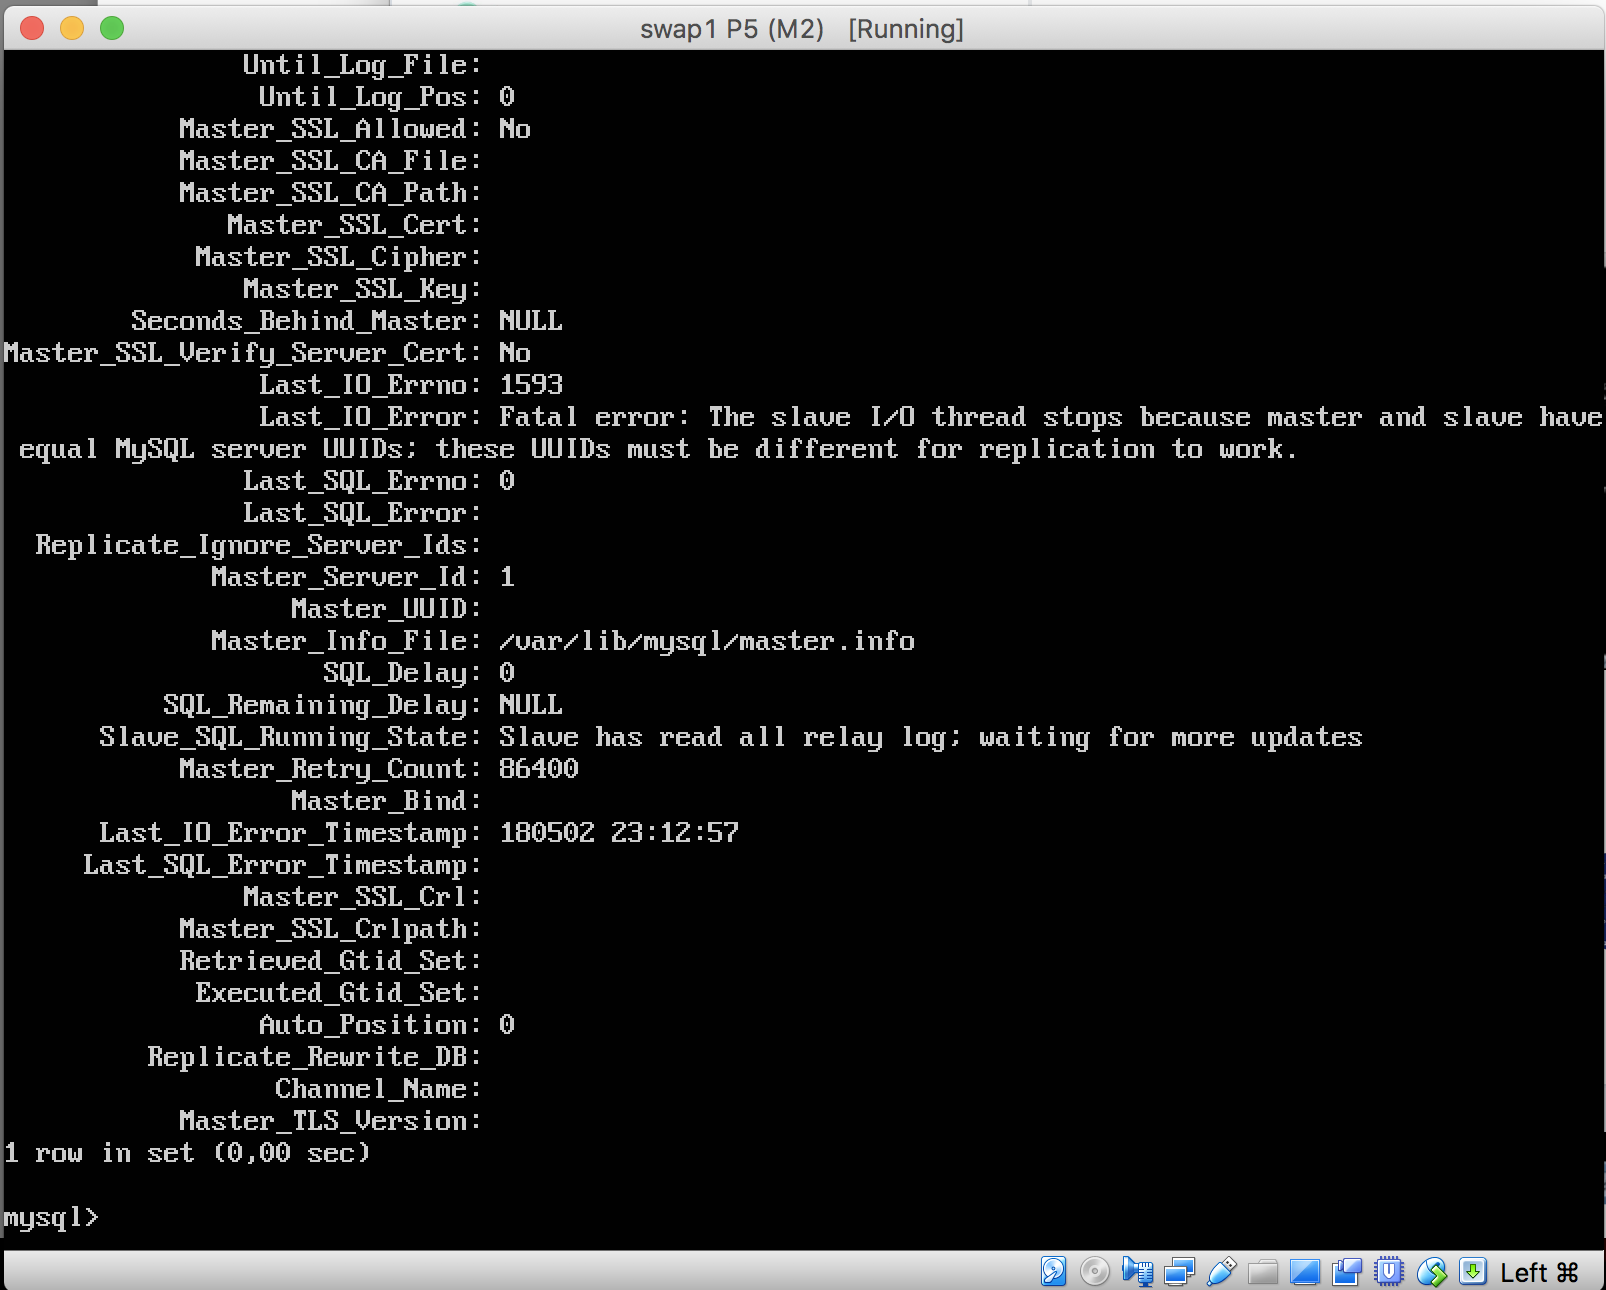 swap1 P5 (M2) [Running]
Until_Log_File:
Until_Log_Pos: 0
Master_SSL_Allowed: No
Master_SSL_CA_File:
Master_SSL_CA_Path:
Master_SSL_Cert:
Master_SSL_Cipher:
Master_SSL_Key:
Seconds_Behind_Master: NULL
Master_SSL_Verify_Server_Cert: No
Last_IO_Errno: 1593
Last_IO_Error: Fatal error: The slave I/O thread stops because master and slave have
equal MySQL server UUIDs; these UUIDs must be different for replication to work.
Last_SQL_Errno: 0
Last_SQL_Error:
Replicate_Ignore_Server_Ids:
Master_Server_Id: 1
Master_UUID:
Master_Info_File: /var/lib/mysql/master.info
SQL_Delay: 0
SQL_Remaining_Delay: NULL
Slave_SQL_Running_State: Slave has read all relay log; waiting for more updates
Master_Retry_Count: 86400
Master_Bind:
Last_IO_Error_Timestamp: 180502 23:12:57
Last_SQL_Error_Timestamp:
Master_SSL_Crl:
Master_SSL_Crlpath:
Retrieved_Gtid_Set:
Executed_Gtid_Set:
Auto_Position: 0
Replicate_Rewrite_DB:
Channel_Name:
Master_TLS_Version:
1 row in set (0,00 sec)
mysql>
Left ⌘